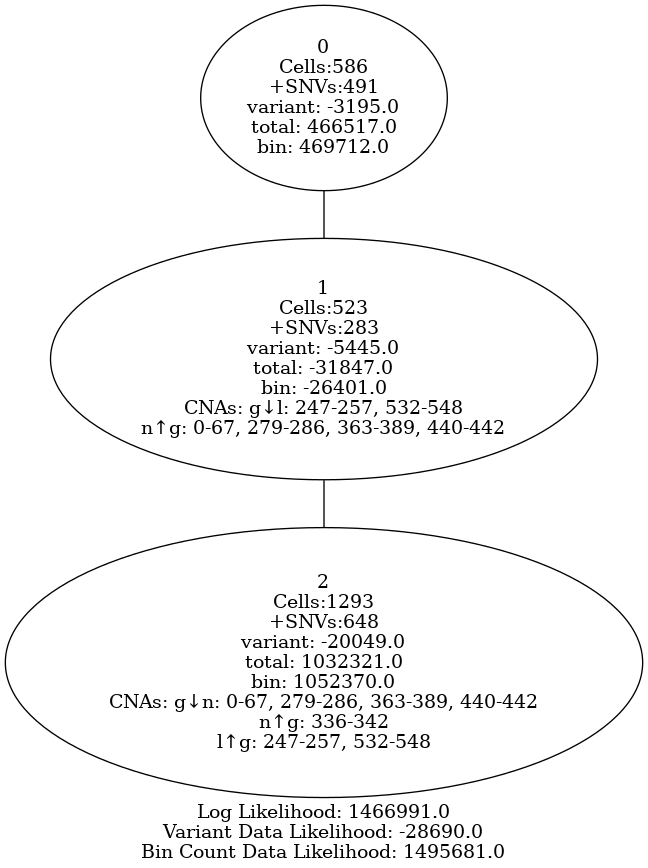 0
Cells:586
+SNVs:491
variant: -3195.0
total: 466517.0
bin: 469712.0
1
Cells:523
+SNVs:283
variant: -5445.0
total: -31847.0
bin: -26401.0
CNAs: g↓l: 247-257, 532-548
n↑g: 0-67, 279-286, 363-389, 440-442
2
Cells:1293
+SNVs:648
variant: -20049.0
total: 1032321.0
bin: 1052370.0
CNAs: g↓n: 0-67, 279-286, 363-389, 440-442
n↑g: 336-342
l↑g: 247-257, 532-548
Log Likelihood: 1466991.0
Variant Data Likelihood: -28690.0
Bin Count Data Likelihood: 1495681.0